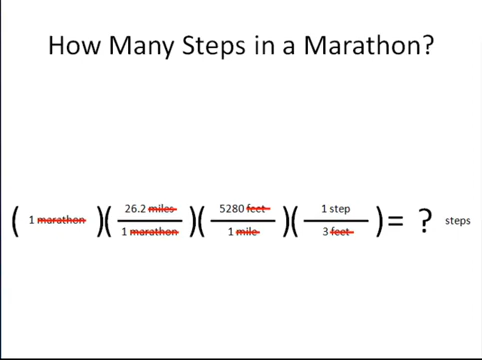 How Many Steps in a Marathon?
( 1 marathon )( 26.2 miles / 1 marathon )( 5280 feet / 1 mile )( 1 step / 3 feet ) = ? steps